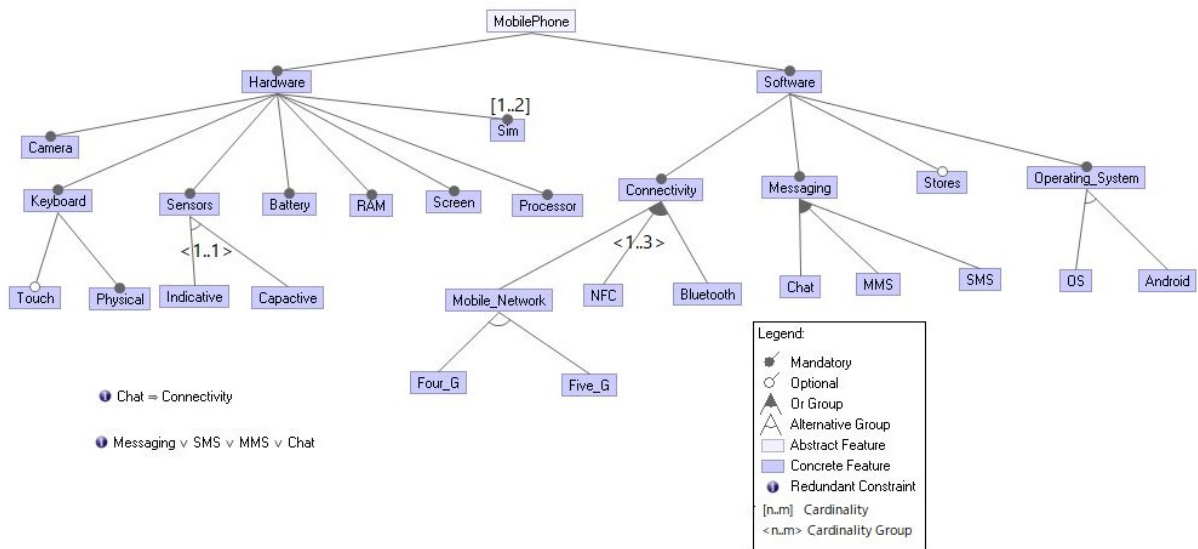 MobilePhone
Hardware
Software
[1..2]
Sim
Camera
Keyboard
Sensors
Battery
RAM
Screen
Processor
Connectivity
Messaging
Stores
Operating_System
<1..1>
<1..3>
Touch
Physical
Indicative
Capactive
Mobile_Network
NFC
Bluetooth
Chat
MMS
SMS
OS
Android
Four_G
Five_G
Chat ⇒ Connectivity
Messaging ∨ SMS ∨ MMS ∨ Chat
Legend:
Mandatory
Optional
Or Group
Alternative Group
Abstract Feature
Concrete Feature
Redundant Constraint
[n..m] Cardinality
<n..m> Cardinality Group